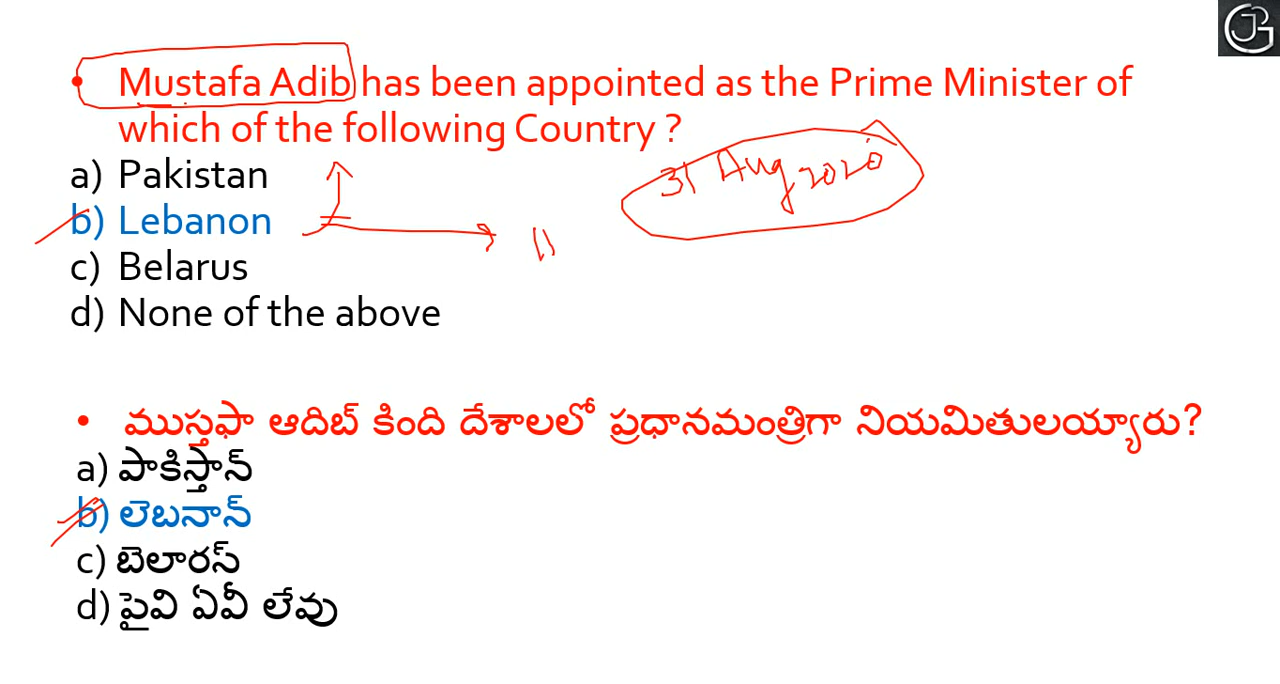 • Mustafa Adib has been appointed as the Prime Minister of
which of the following Country ?
31 Aug 2020
a) Pakistan
b) Lebanon
c) Belarus
d) None of the above
• ముస్తఫా ఆదిబ్ కింది దేశాలలో ప్రధానమంత్రిగా నియమితులయ్యారు?
a) పాకిస్తాన్
b) లెబనాన్
c) బెలారస్
d) పైవి ఏవీ లేవు